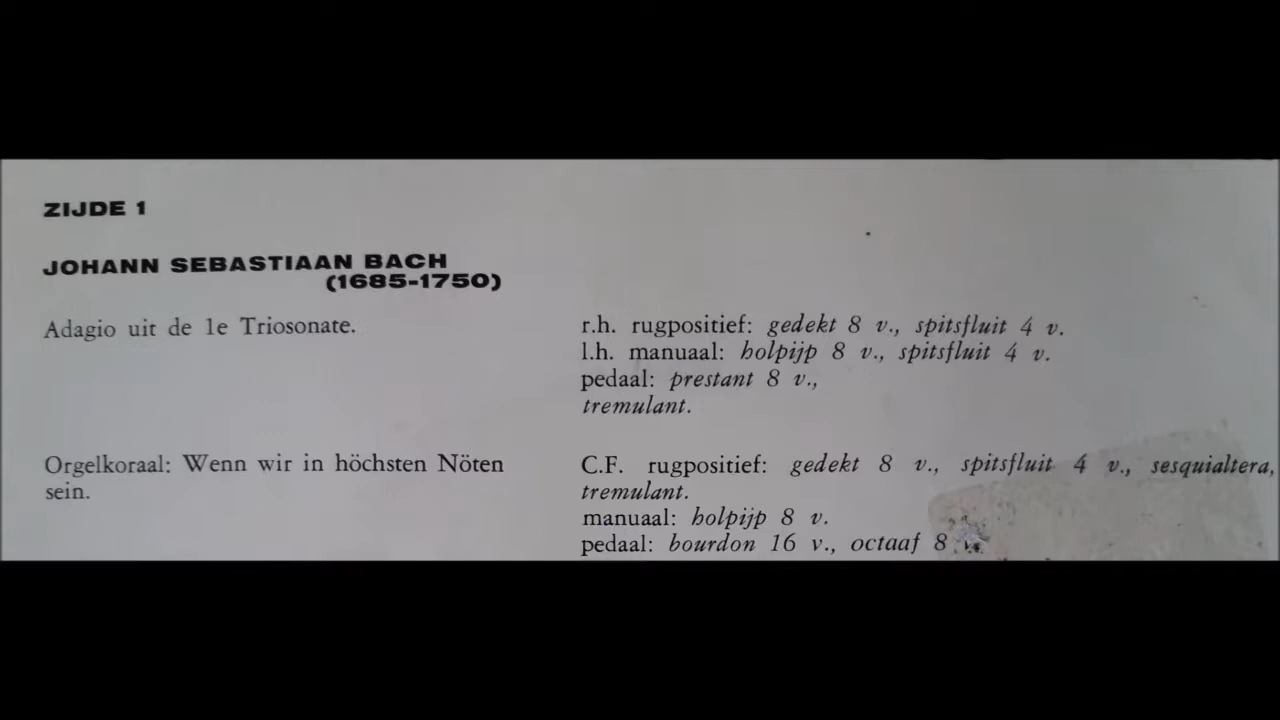 ZIJDE 1
JOHANN SEBASTIAAN BACH
(1685-1750)
Adagio uit de 1e Triosonate.
r.h. rugpositief: gedekt 8 v., spitsfluit 4 v.
l.h. manuaal: holpijp 8 v., spitsfluit 4 v.
pedaal: prestant 8 v.,
tremulant.
Orgelkoraal: Wenn wir in höchsten Nöten
sein.
C.F. rugpositief: gedekt 8 v., spitsfluit 4 v., sesquialtera,
tremulant.
manuaal: holpijp 8 v.
pedaal: bourdon 16 v., octaaf 8